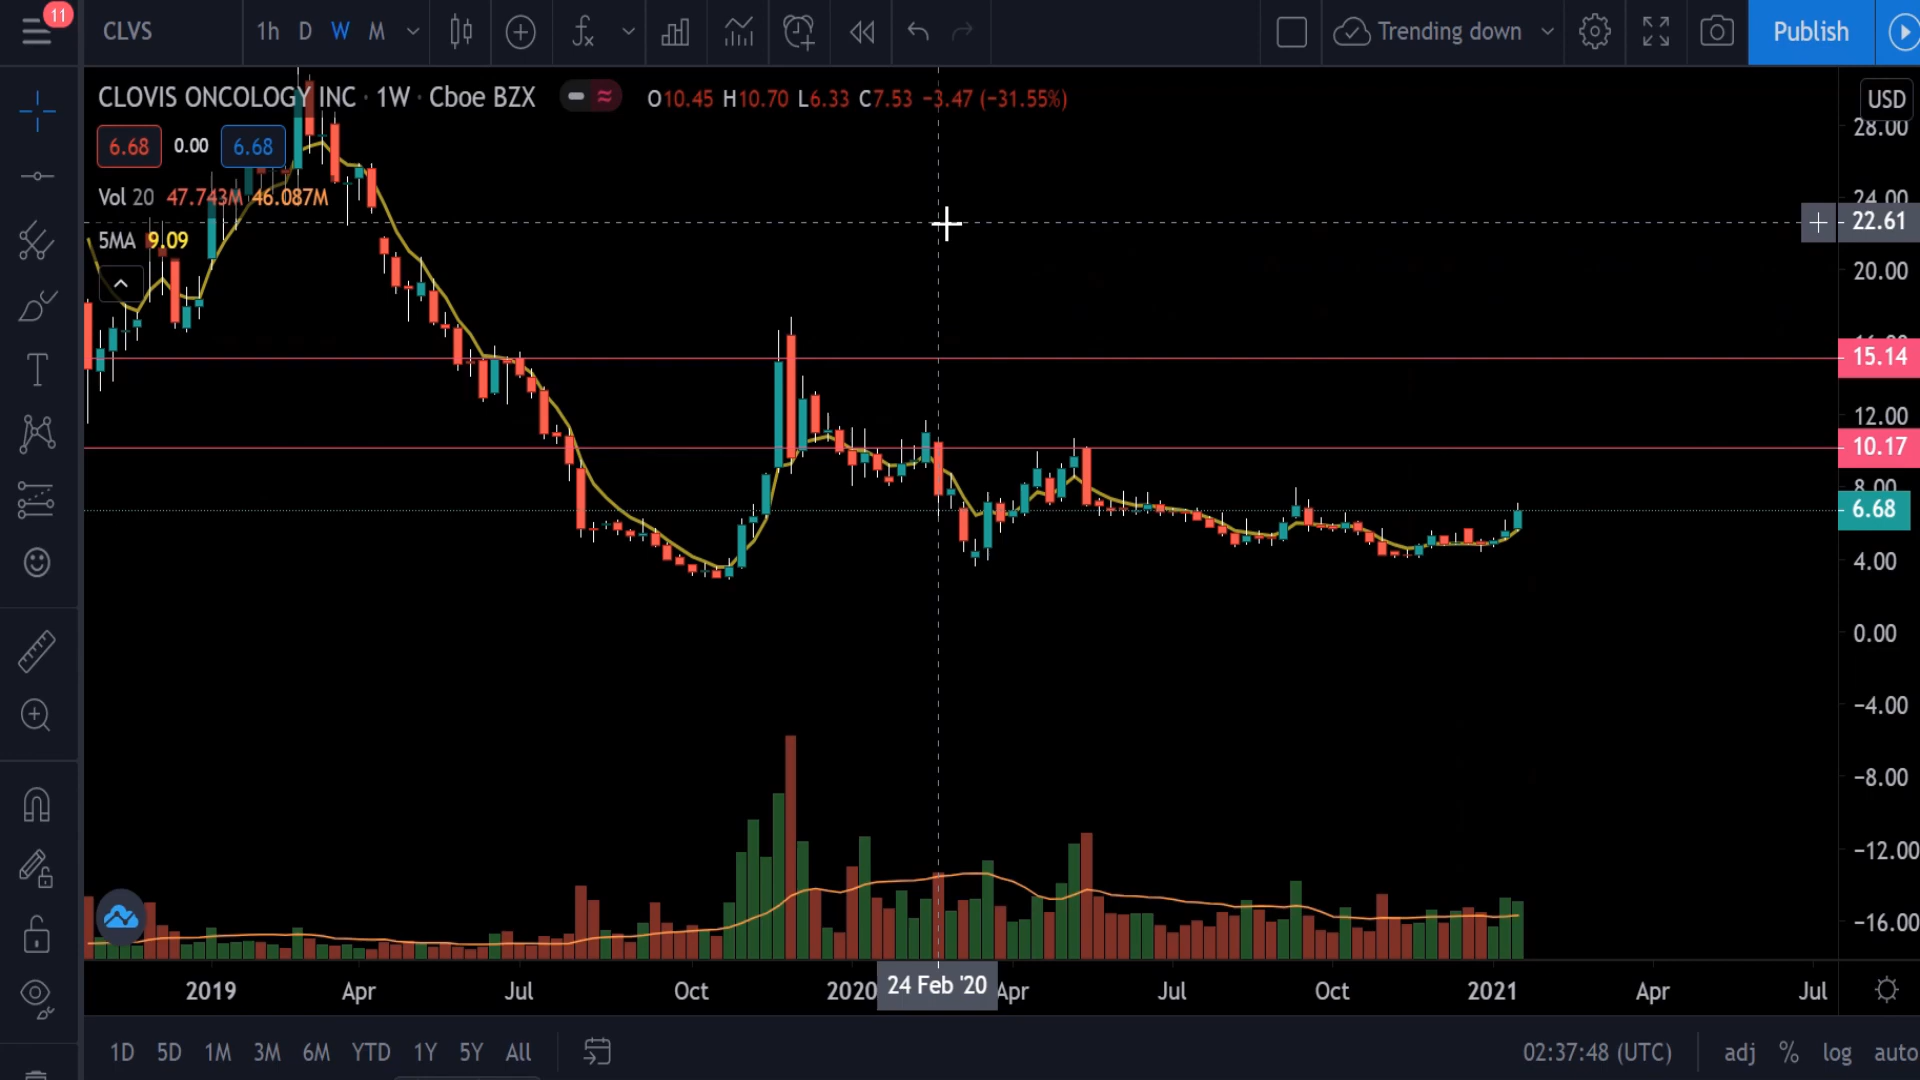 11
CLVS 1h D W M Trending down Publish
CLOVIS ONCOLOGY INC · 1W · Cboe BZX O10.45 H10.70 L6.33 C7.53 −3.47 (−31.55%)
USD
28.00
6.68 0.00 6.68
Vol 20 47.743M 46.087M
24.00
22.61
5MA 9.09
20.00
15.14
12.00
10.17
8.00
6.68
4.00
0.00
−4.00
−8.00
−12.00
−16.00
2019 Apr Jul Oct 2020 24 Feb '20 Apr Jul Oct 2021 Apr Jul
1D 5D 1M 3M 6M YTD 1Y 5Y All 02:37:48 (UTC) adj % log auto